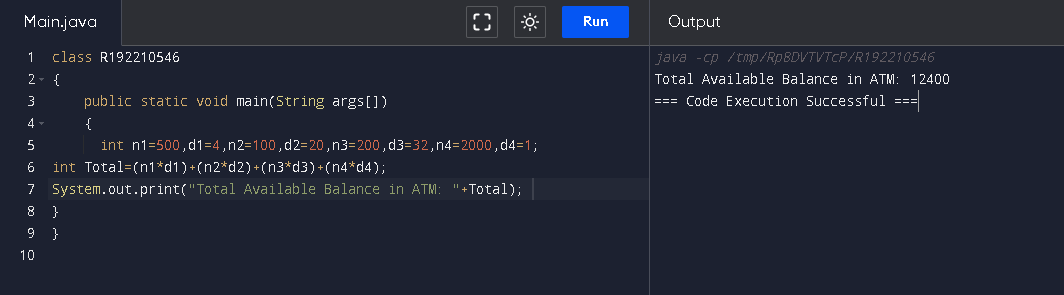 Main.java
Run
Output
1 class R192210546
2 {
3 public static void main(String args[])
4 {
5 int n1=500,d1=4,n2=100,d2=20,n3=200,d3=32,n4=2000,d4=1;
6 int Total=(n1*d1)+(n2*d2)+(n3*d3)+(n4*d4);
7 System.out.print("Total Available Balance in ATM: "+Total);
8 }
9 }
10
java -cp /tmp/Rp8DVTVTcP/R192210546
Total Available Balance in ATM: 12400
=== Code Execution Successful ===